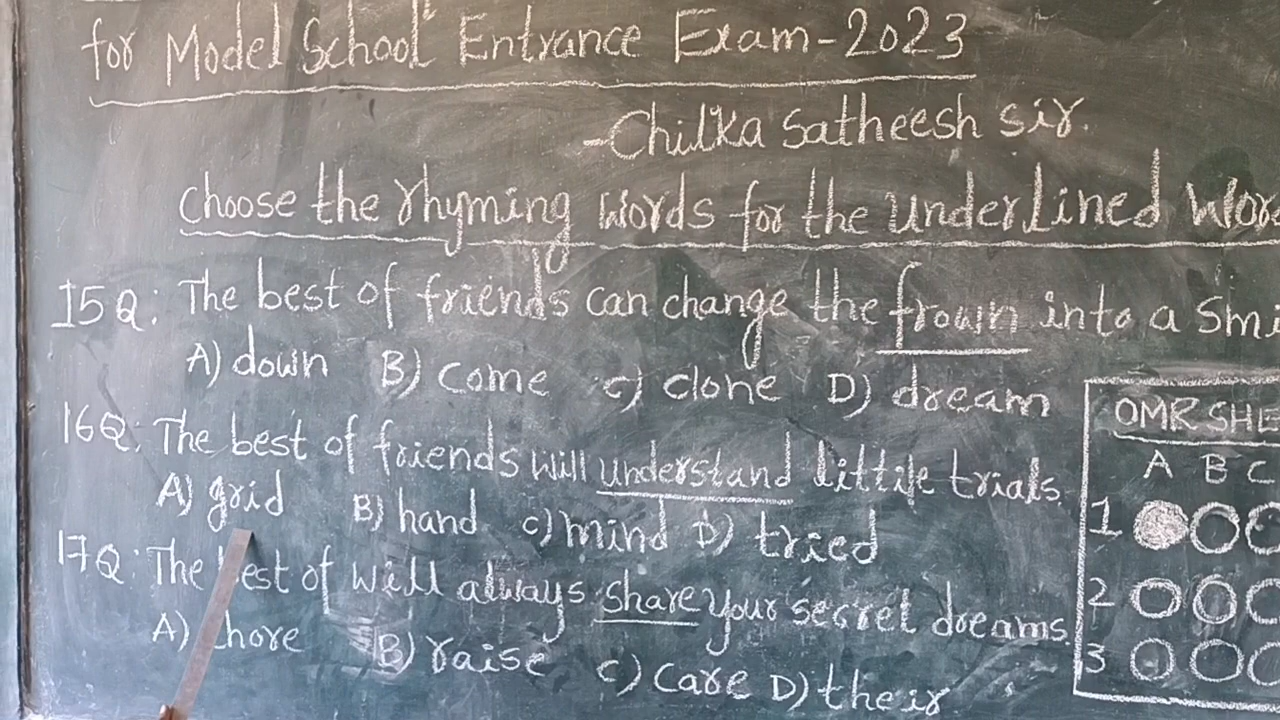 for Model School Entrance Exam-2023
-Chilka Satheesh sir.
choose the rhyming words for the underLined
15Q: The best of friends can change the frown into a
A) down B) come c) clone D) dream
16Q: The best of friends will understand littile trials.
A) grid B) hand c) mind D) tried
17Q: The best of will always share your secret dreams.
A) chore B) raise c) care D) their
OMR
A B C
1
2
3